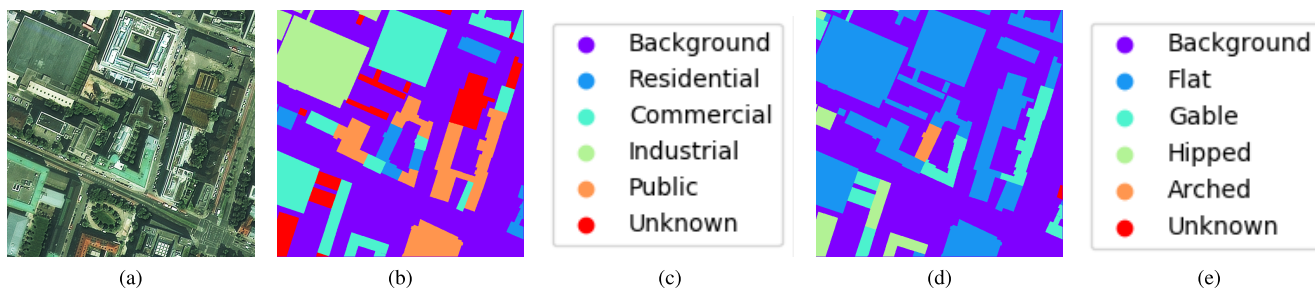 Background
Residential
Commercial
Industrial
Public
Unknown
Background
Flat
Gable
Hipped
Arched
Unknown
(a)
(b)
(c)
(d)
(e)